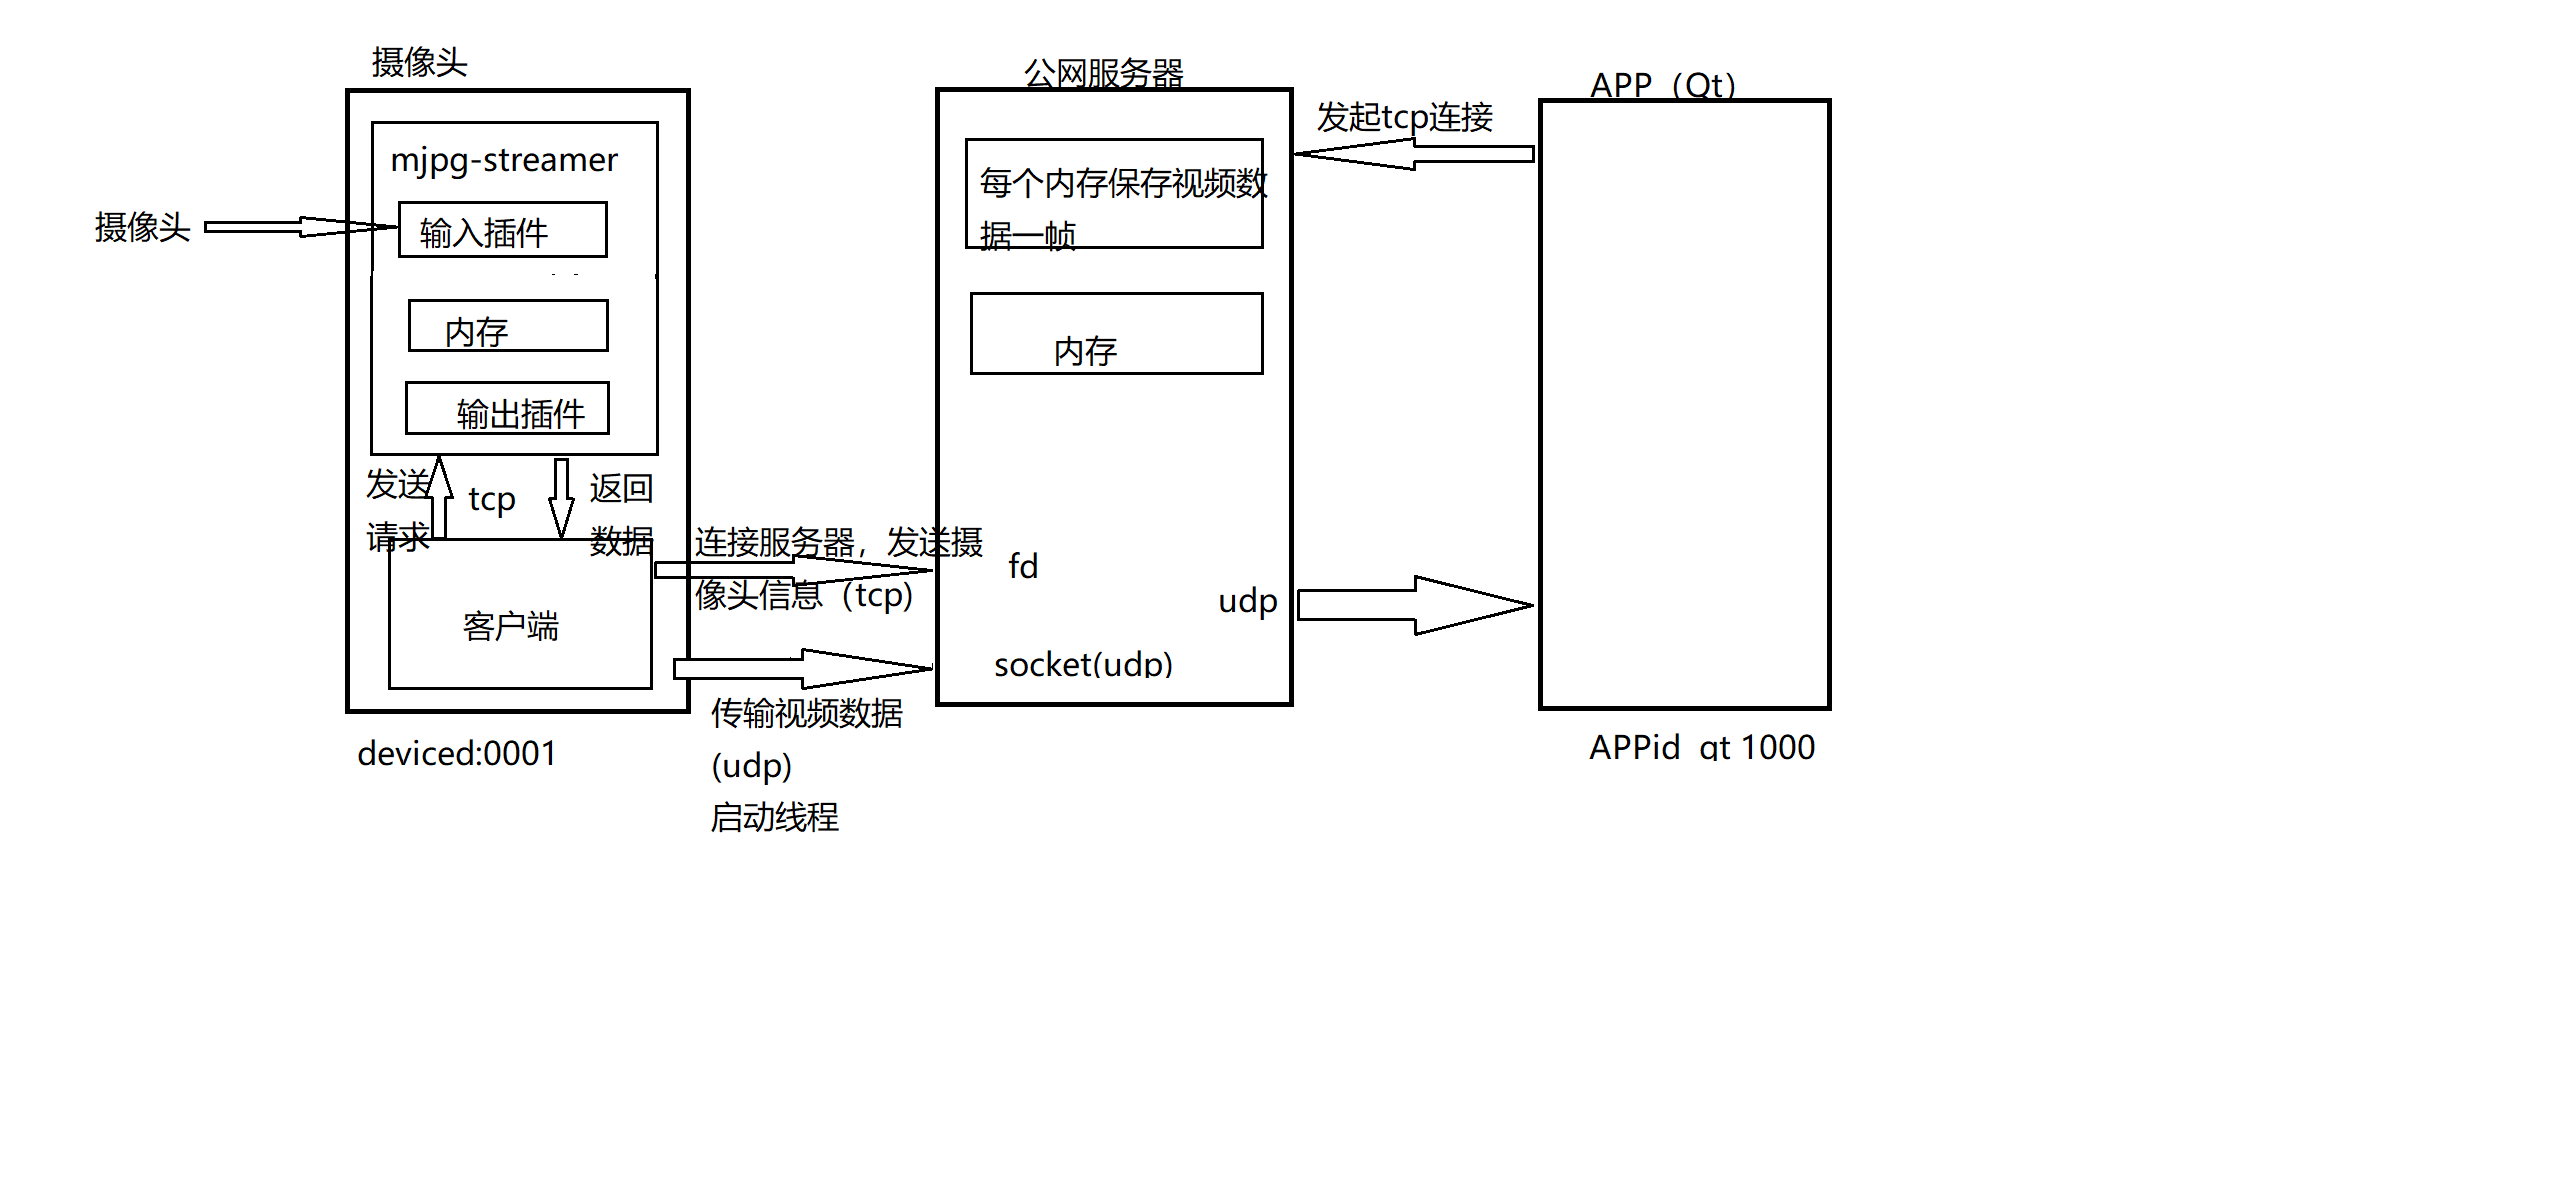 摄像头
mjpg-streamer
摄像头
输入插件
内存
输出插件
发送
请求
tcp
返回
数据
客户端
deviced:0001
连接服务器，发送摄
像头信息（tcp）
传输视频数据
(udp)
启动线程
公网服务器
每个内存保存视频数
据一帧
内存
fd
udp
socket(udp)
发起tcp连接
APP（Qt）
APPid qt 1000